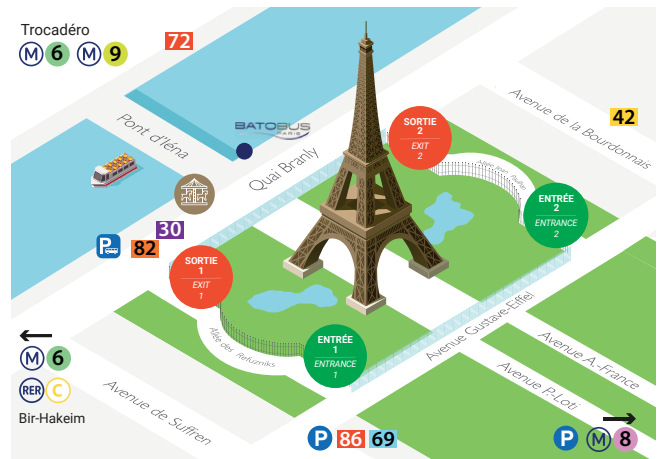 Trocadéro
M 6 M 9
72
Pont d'Iéna
BATOBUS
PARIS
Quai Branly
SORTIE
2
EXIT
2
Avenue de la Bourdonnais
42
ENTRÉE
2
ENTRANCE
2
30
P 82
SORTIE
1
EXIT
1
Allée des Refuzniks
ENTRÉE
1
ENTRANCE
1
Avenue Gustave-Eiffel
Avenue A.-France
Avenue P.-Loti
M 6
RER C
Bir-Hakeim
Avenue de Suffren
P 86 69
P M 8